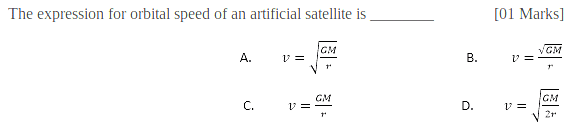 The expression for orbital speed of an artificial satellite is ________ [01 Marks]
A. v = √(GM/r) B. v = √GM/r
C. v = GM/r D. v = √(GM/2r)